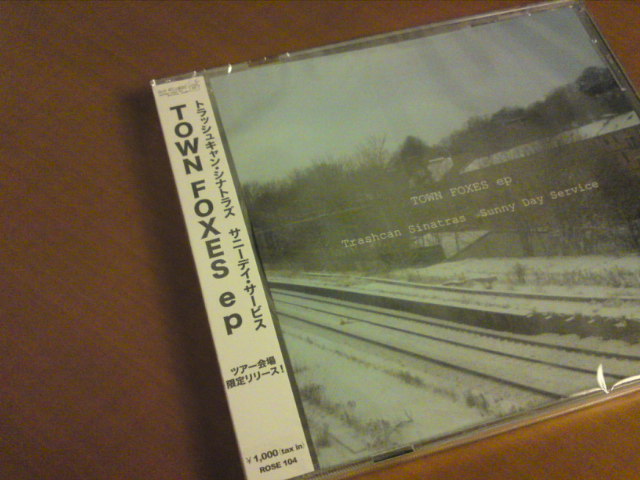 トラッシュキャン・シナトラズ サニーデイ・サービス
TOWN FOXES ep
ツアー会場
限定リリース!
¥1,000(tax in)
ROSE 104
TOWN FOXES ep
Trashcan Sinatras Sunny Day Service